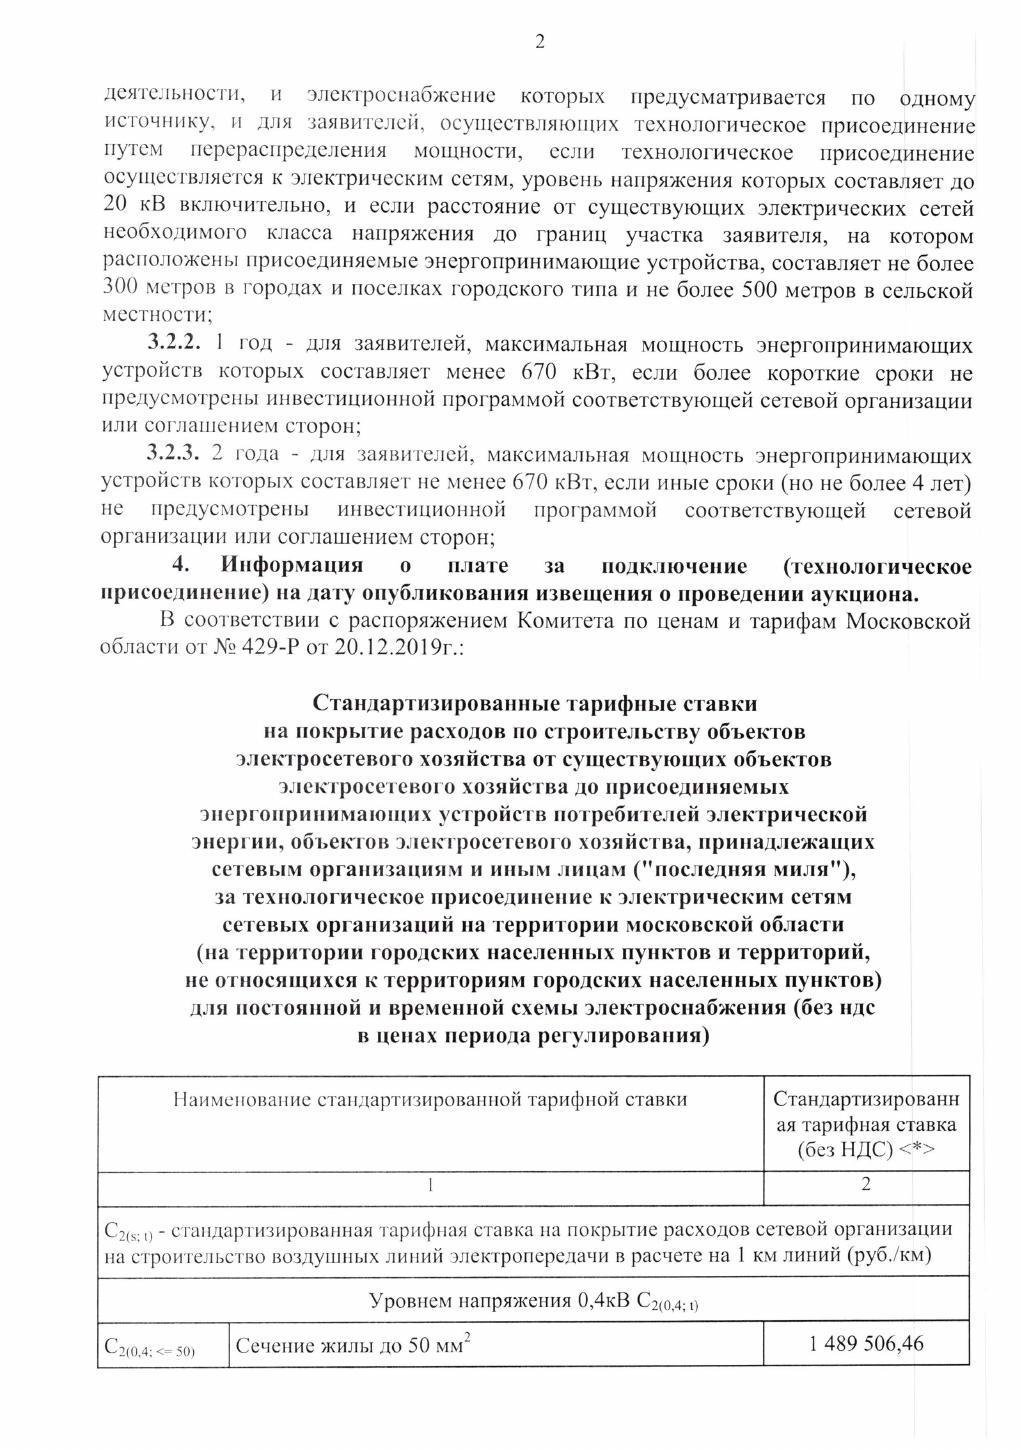 2
деятельности, и электроснабжение которых предусматривается по одному
источнику, и для заявителей, осуществляющих технологическое присоединение
путем перераспределения мощности, если технологическое присоединение
осуществляется к электрическим сетям, уровень напряжения которых составляет до
20 кВ включительно, и если расстояние от существующих электрических сетей
необходимого класса напряжения до границ участка заявителя, на котором
расположены присоединяемые энергопринимающие устройства, составляет не более
300 метров в городах и поселках городского типа и не более 500 метров в сельской
местности;
3.2.2. 1 год - для заявителей, максимальная мощность энергопринимающих
устройств которых составляет менее 670 кВт, если более короткие сроки не
предусмотрены инвестиционной программой соответствующей сетевой организации
или соглашением сторон;
3.2.3. 2 года - для заявителей, максимальная мощность энергопринимающих
устройств которых составляет не менее 670 кВт, если иные сроки (но не более 4 лет)
не предусмотрены инвестиционной программой соответствующей сетевой
организации или соглашением сторон;
4. Информация о плате за подключение (технологическое
присоединение) на дату опубликования извещения о проведении аукциона.
В соответствии с распоряжением Комитета по ценам и тарифам Московской
области от № 429-Р от 20.12.2019г.:
Стандартизированные тарифные ставки
на покрытие расходов по строительству объектов
электросетевого хозяйства от существующих объектов
электросетевого хозяйства до присоединяемых
энергопринимающих устройств потребителей электрической
энергии, объектов электросетевого хозяйства, принадлежащих
сетевым организациям и иным лицам ("последняя миля"),
за технологическое присоединение к электрическим сетям
сетевых организаций на территории московской области
(на территории городских населенных пунктов и территорий,
не относящихся к территориям городских населенных пунктов)
для постоянной и временной схемы электроснабжения (без ндс
в ценах периода регулирования)
Наименование стандартизированной тарифной ставки
Стандартизированн
ая тарифная ставка
(без НДС) <*>
1 2
C2(s; t) - стандартизированная тарифная ставка на покрытие расходов сетевой организации
на строительство воздушных линий электропередачи в расчете на 1 км линий (руб./км)
Уровнем напряжения 0,4кВ C2(0,4; t)
C2(0,4; <= 50) Сечение жилы до 50 мм² 1 489 506,46